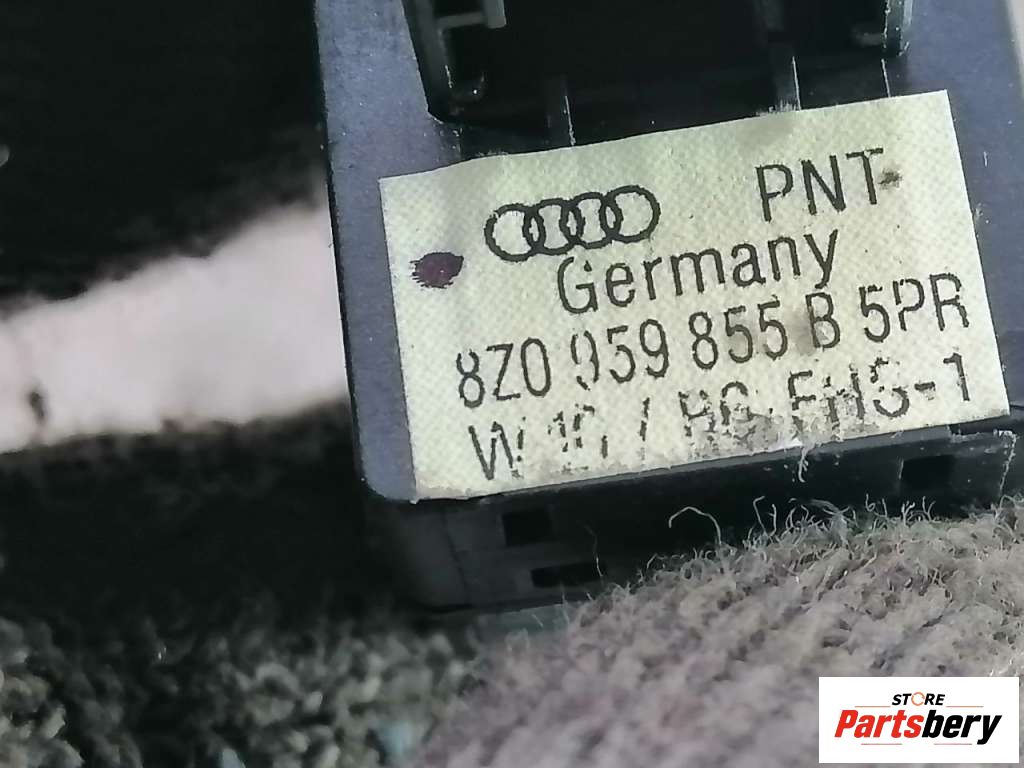 PNT
Germany
8Z0 959 855 B 5PR
W
STORE
Partsbery